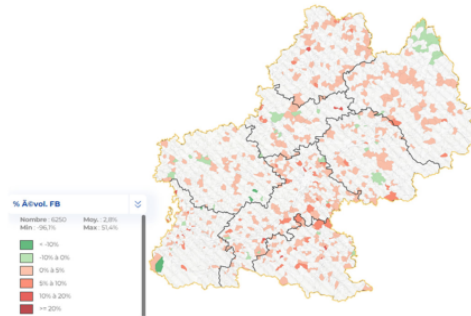 % Ã©vol. FB
Nombre : 6250 Moy. : 2,8%
Min : -96,1% Max : 51,4%
< -10%
-10% à 0%
0% à 5%
5% à 10%
10% à 20%
>= 20%